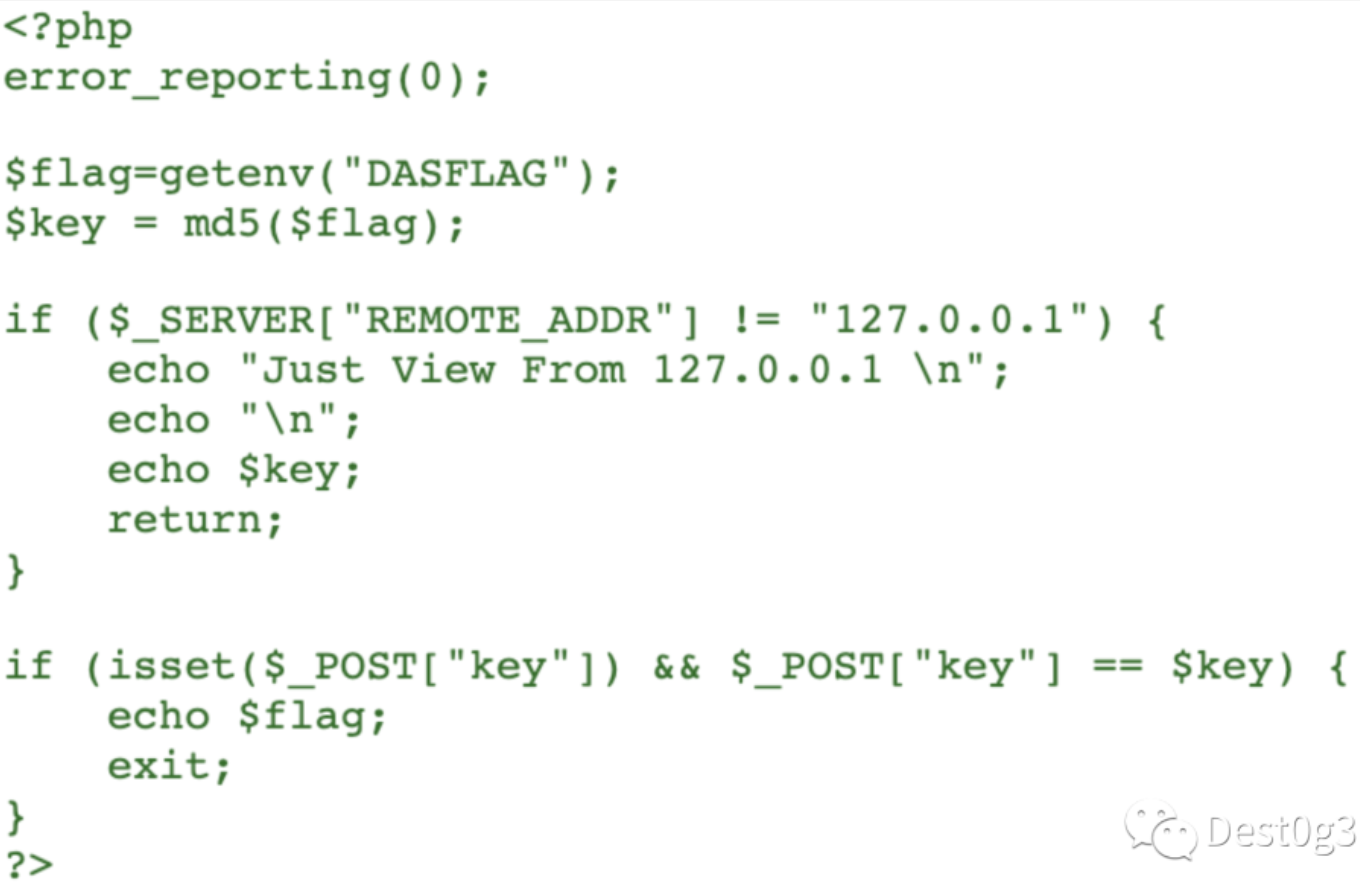 <?php
error_reporting(0);

$flag=getenv("DASFLAG");
$key = md5($flag);

if ($_SERVER["REMOTE_ADDR"] != "127.0.0.1") {
    echo "Just View From 127.0.0.1 \n";
    echo "\n";
    echo $key;
    return;
}

if (isset($_POST["key"]) && $_POST["key"] == $key) {
    echo $flag;
    exit;
}
?>
Dest0g3